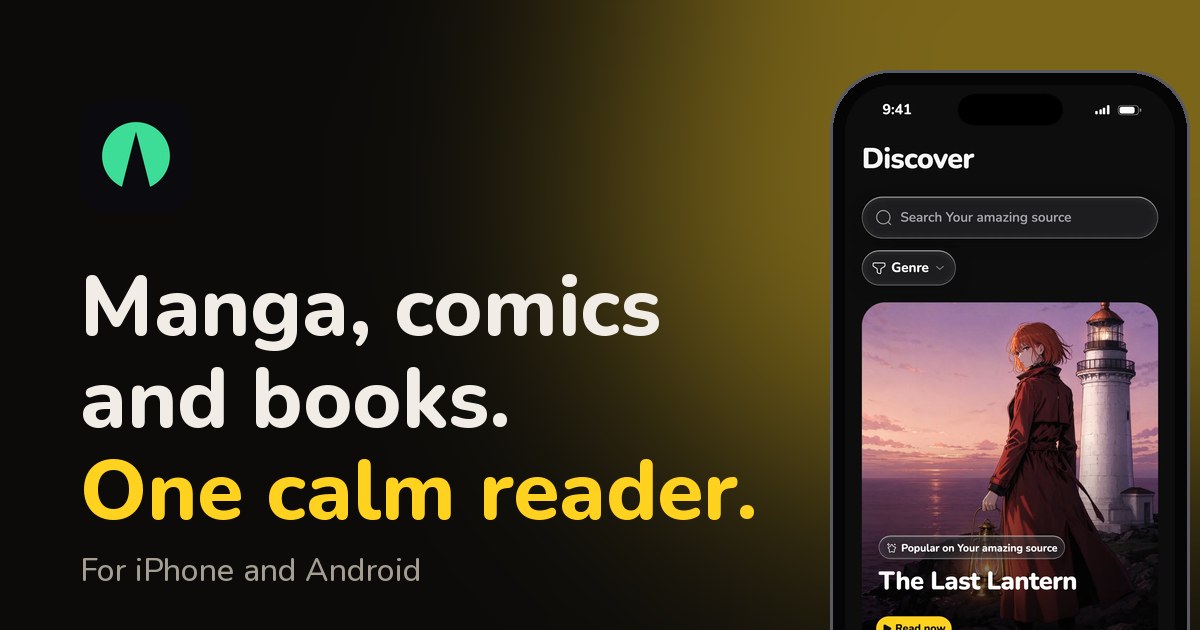 Manga, comics
and books.
One calm reader.
For iPhone and Android
9:41
Discover
Search Your amazing source
Genre
Popular on Your amazing source
The Last Lantern
Read now